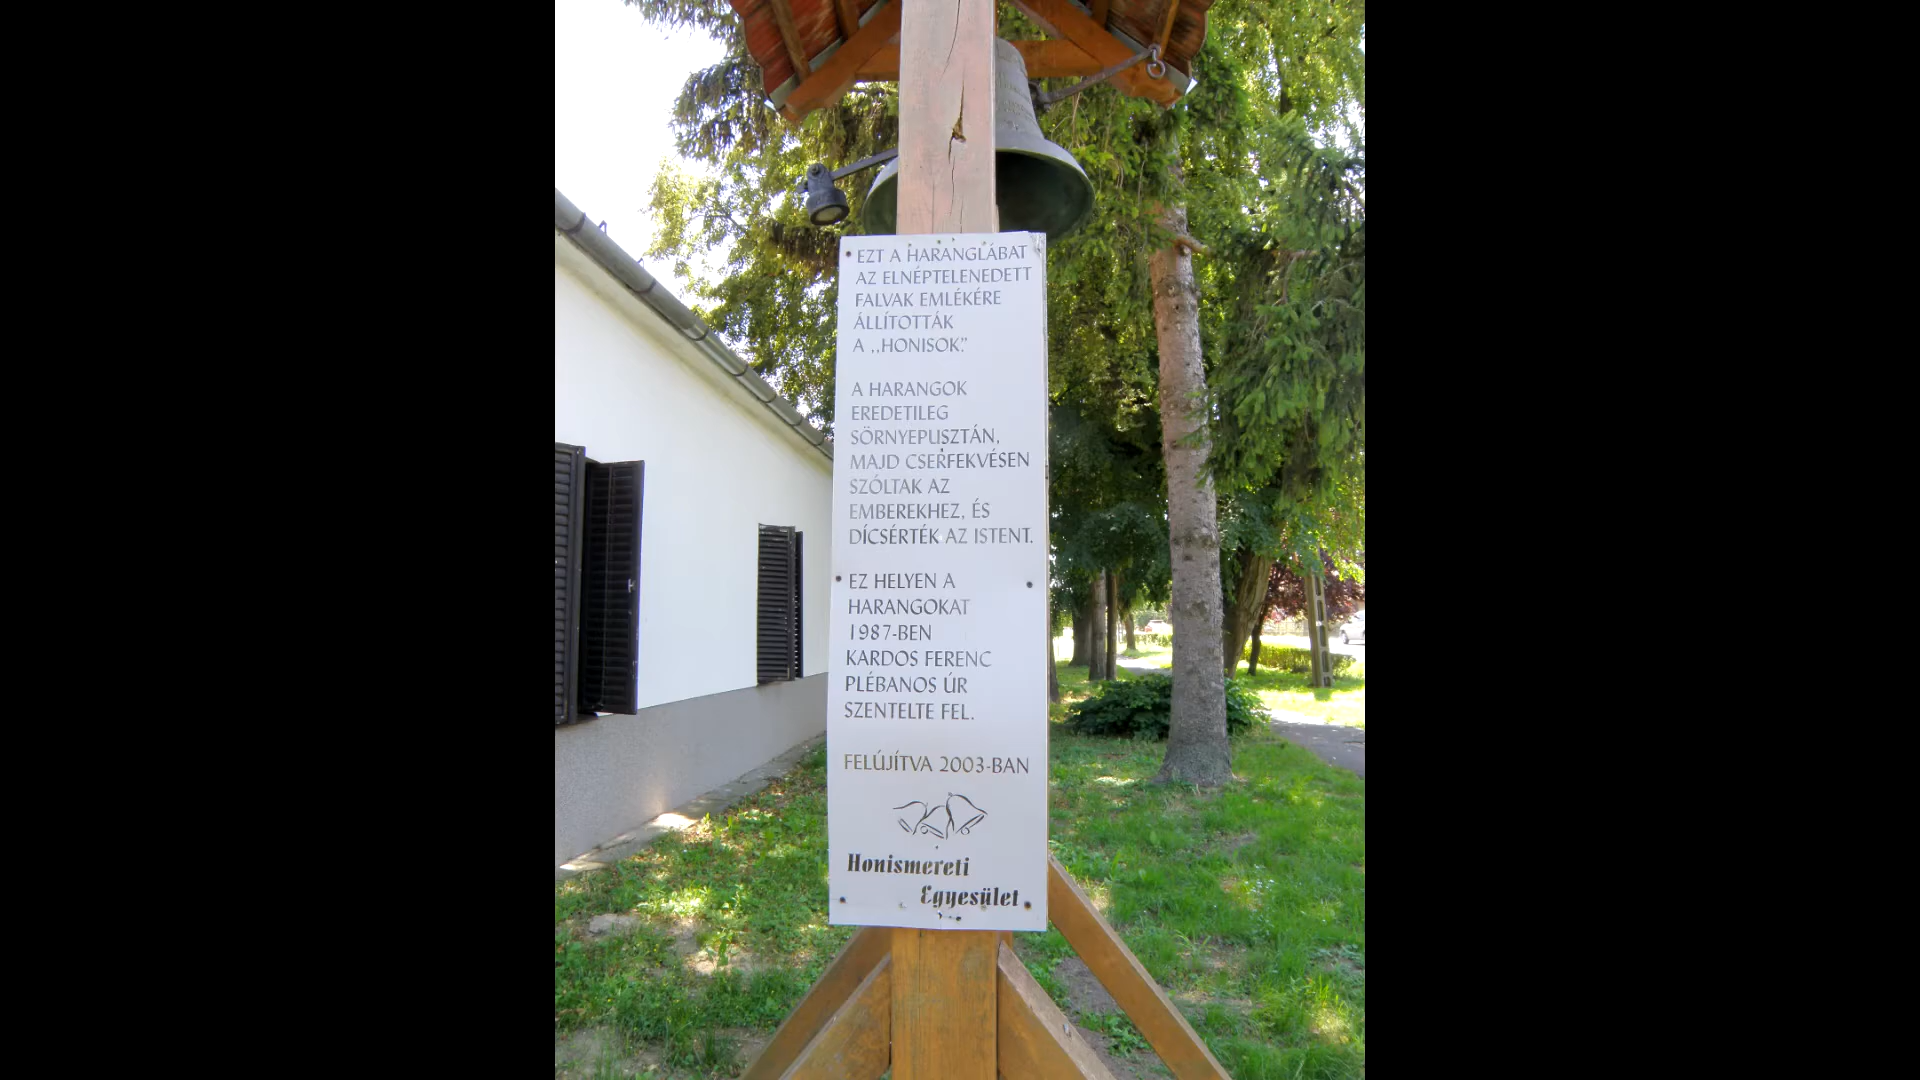 EZT A HARANGLÁBAT
AZ ELNÉPTELENEDETT
FALVAK EMLÉKÉRE
ÁLLÍTOTTÁK
A ,,HONISOK."
A HARANGOK
EREDETILEG
SÖRNYEPUSZTÁN,
MAJD CSERFEKVÉSEN
SZÓLTAK AZ
EMBEREKHEZ, ÉS
DÍCSÉRTÉK AZ ISTENT.
EZ HELYEN A
HARANGOKAT
1987-BEN
KARDOS FERENC
PLÉBANOS ÚR
SZENTELTE FEL.
FELÚJÍTVA 2003-BAN
Honismereti
Egyesület